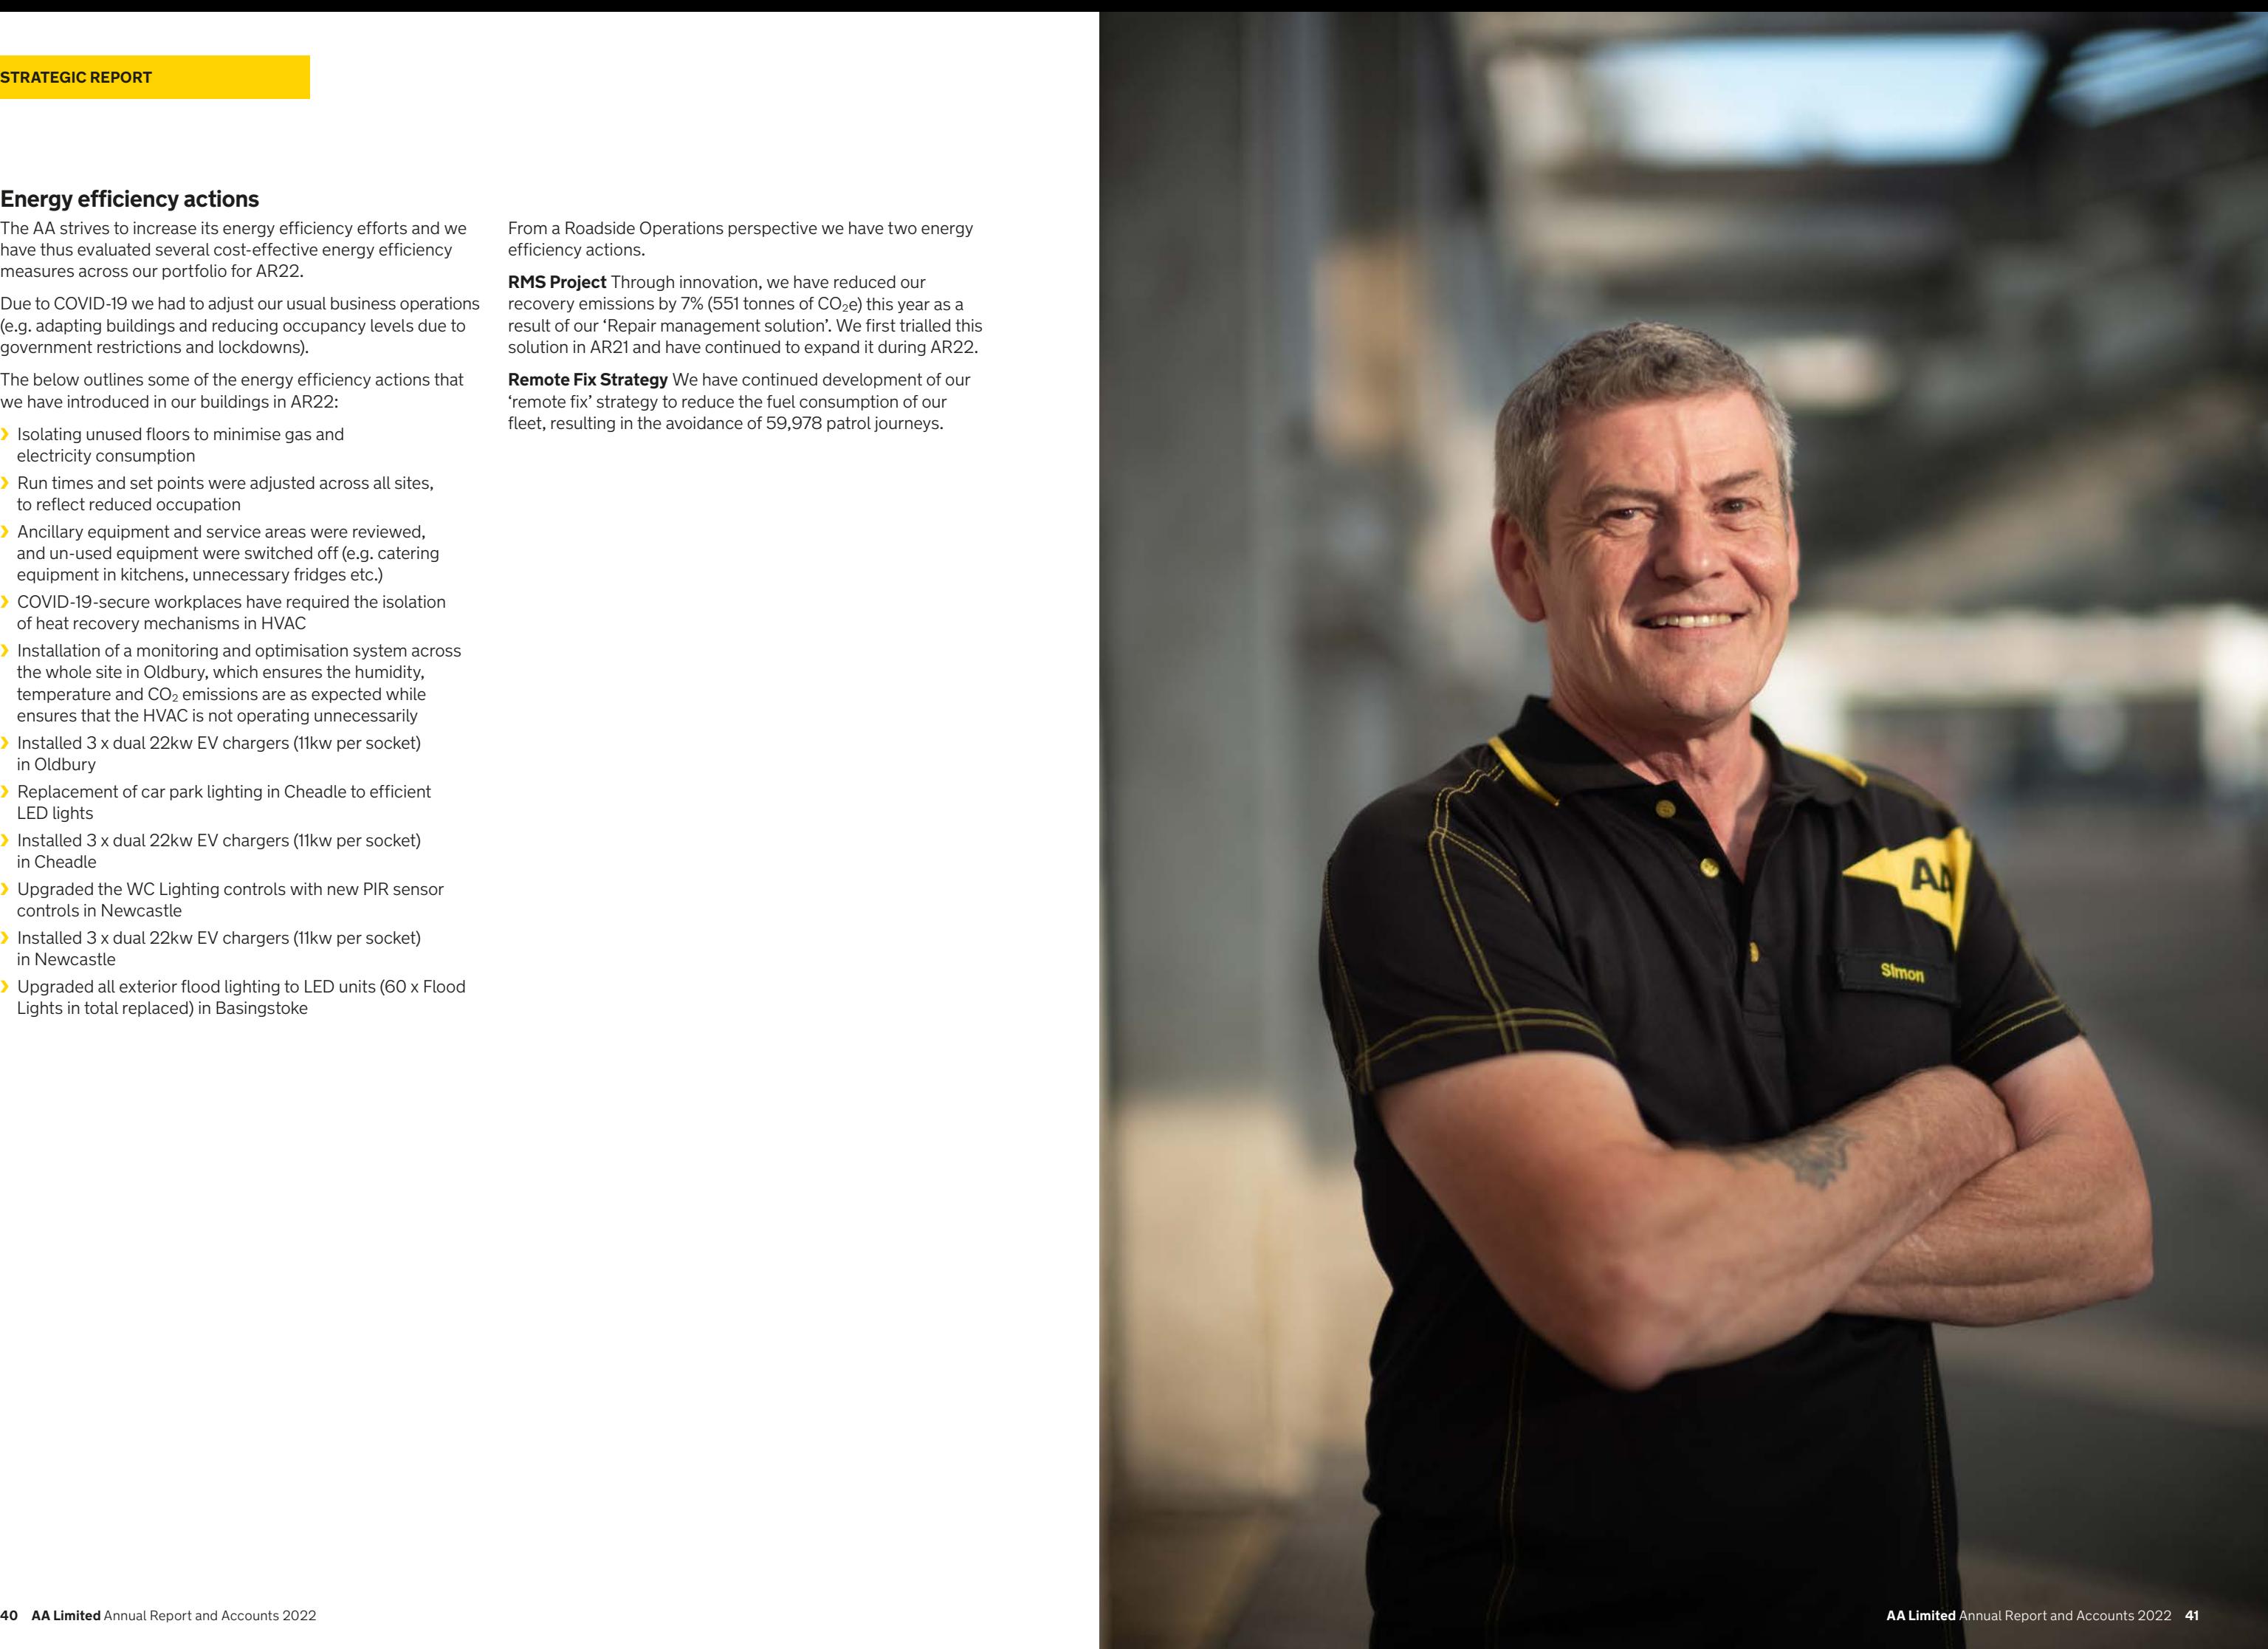 STRATEGIC REPORT
Energy efficiency actions
The AA strives to increase its energy efficiency efforts and we
have thus evaluated several cost-effective energy efficiency
measures across our portfolio for AR22.
Due to COVID-19 we had to adjust our usual business operations
(e.g. adapting buildings and reducing occupancy levels due to
government restrictions and lockdowns).
The below outlines some of the energy efficiency actions that
we have introduced in our buildings in AR22:
› Isolating unused floors to minimise gas and
electricity consumption
› Run times and set points were adjusted across all sites,
to reflect reduced occupation
› Ancillary equipment and service areas were reviewed,
and un-used equipment were switched off (e.g. catering
equipment in kitchens, unnecessary fridges etc.)
› COVID-19-secure workplaces have required the isolation
of heat recovery mechanisms in HVAC
› Installation of a monitoring and optimisation system across
the whole site in Oldbury, which ensures the humidity,
temperature and CO₂ emissions are as expected while
ensures that the HVAC is not operating unnecessarily
› Installed 3 x dual 22kw EV chargers (11kw per socket)
in Oldbury
› Replacement of car park lighting in Cheadle to efficient
LED lights
› Installed 3 x dual 22kw EV chargers (11kw per socket)
in Cheadle
› Upgraded the WC Lighting controls with new PIR sensor
controls in Newcastle
› Installed 3 x dual 22kw EV chargers (11kw per socket)
in Newcastle
› Upgraded all exterior flood lighting to LED units (60 x Flood
Lights in total replaced) in Basingstoke
From a Roadside Operations perspective we have two energy
efficiency actions.
RMS Project Through innovation, we have reduced our
recovery emissions by 7% (551 tonnes of CO₂e) this year as a
result of our ‘Repair management solution’. We first trialled this
solution in AR21 and have continued to expand it during AR22.
Remote Fix Strategy We have continued development of our
‘remote fix’ strategy to reduce the fuel consumption of our
fleet, resulting in the avoidance of 59,978 patrol journeys.
AA
Simon
40 AA Limited Annual Report and Accounts 2022
AA Limited Annual Report and Accounts 2022 41